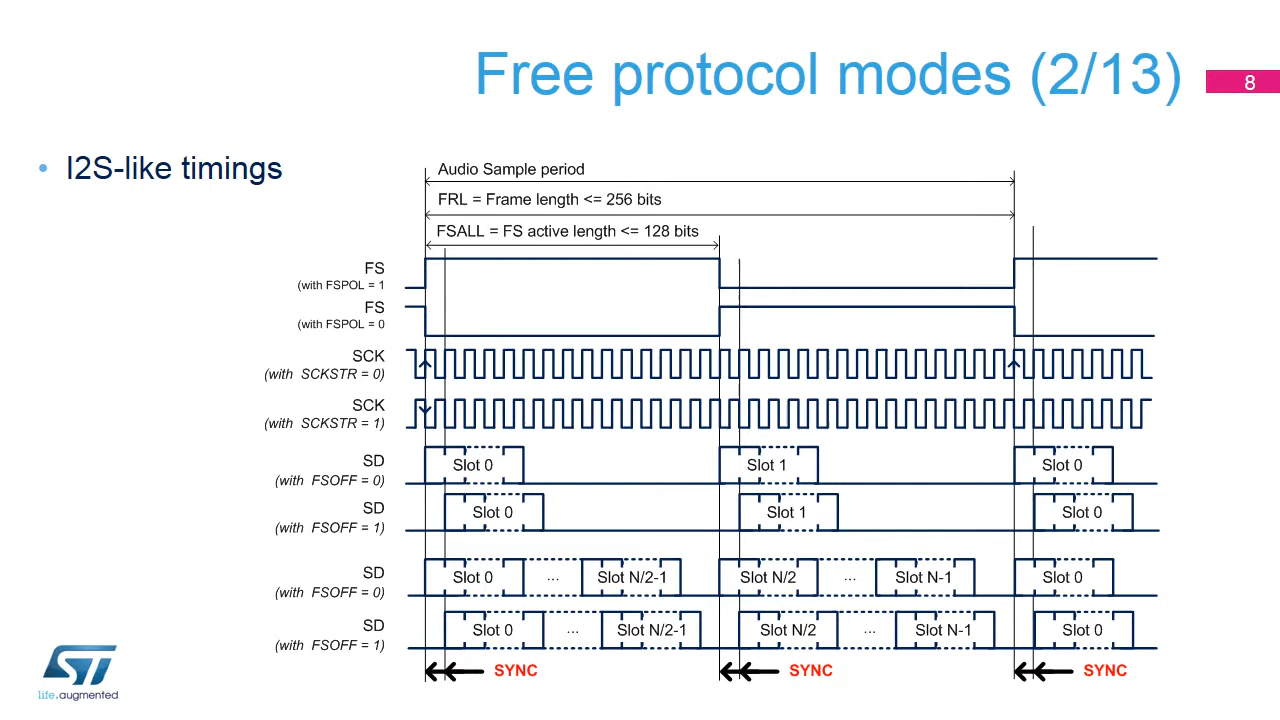 Free protocol modes (2/13)
8
• I2S-like timings
Audio Sample period
FRL = Frame length <= 256 bits
FSALL = FS active length <= 128 bits
FS
(with FSPOL = 1
FS
(with FSPOL = 0
SCK
(with SCKSTR = 0)
SCK
(with SCKSTR = 1)
SD
(with FSOFF = 0)
Slot 0 Slot 1 Slot 0
SD
(with FSOFF = 1)
Slot 0 Slot 1 Slot 0
SD
(with FSOFF = 0)
Slot 0 ... Slot N/2-1 Slot N/2 ... Slot N-1 Slot 0
SD
(with FSOFF = 1)
Slot 0 ... Slot N/2-1 Slot N/2 ... Slot N-1 Slot 0
SYNC SYNC SYNC
ST
life.augmented